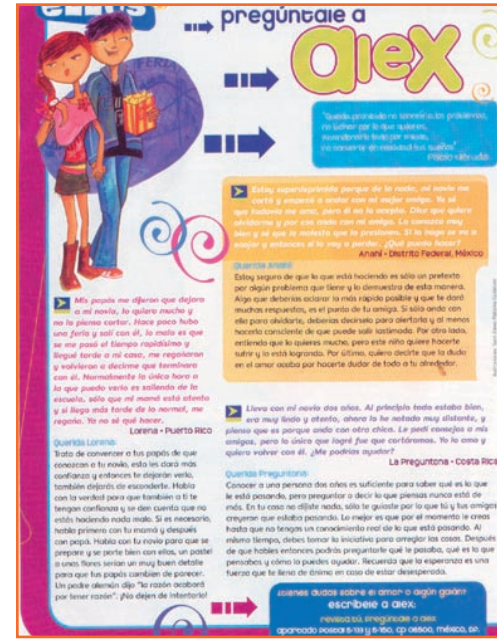 pregúntale a
alex
"Queda prohibido no sonreír a los problemas,
no luchar por lo que quieres,
abandonarlo todo por miedo,
no convertir en realidad tus sueños"
Pablo Neruda
Estoy superdeprimida porque de la nada, mi novio me
cortó y empezó a andar con mi mejor amiga. Yo sé
que todavía me ama, pero él no lo acepta. Dice que quiere
olvidarme y por eso anda con mi amiga. Lo conozco muy
bien y sé que le molesta que lo presionen. Si lo hago se va a
enojar y entonces sí lo voy a perder. ¿Qué puedo hacer?
Anahí • Distrito Federal, México
Querida Anahí:
Estoy seguro de que lo que está haciendo es sólo un pretexto
por algún problema que tiene y lo demuestra de esta manera.
Algo que deberías aclarar lo más rápido posible y que te dará
muchas respuestas, es el punto de tu amiga. Si sólo anda con
ella para olvidarte, deberías decírselo para alertarla y al menos
hacerla consciente de que puede salir lastimada. Por otro lado,
entiendo que lo quieres mucho, pero este niño quiere hacerte
sufrir y lo está logrando. Por último, quiero decirte que la duda
en el amor acaba por hacerte dudar de todo a tu alrededor.
Mis papás me dijeron que dejara
a mi novio, lo quiero mucho y
no lo pienso cortar. Hace poco hubo
una feria y salí con él, lo malo es que
se me pasó el tiempo rapidísimo y
llegué tarde a mi casa, me regañaron
y volvieron a decirme que terminara
con él. Normalmente la única hora a
la que puedo verlo es saliendo de la
escuela, sólo que mi mamá está atenta
y si llego más tarde de lo normal, me
regaña. Ya no sé qué hacer.
Lorena • Puerto Rico
Querida Lorena:
Trata de convencer a tus papás de que
conozcan a tu novio, esto les dará más
confianza y entonces te dejarán verlo,
también dejarás de esconderte. Habla
con la verdad para que también a ti te
tengan confianza y se den cuenta que no
estás haciendo nada malo. Si es necesario,
habla primero con tu mamá y después
con papá. Habla con tu novio para que se
prepare y se porte bien con ellos, un pastel
o unas flores serían un muy buen detalle
para que tus papás cambien de parecer.
Un padre alemán dijo "la razón acabará
por tener razón". ¡No dejen de intentarlo!
Llevo con mi novio dos años. Al principio todo estaba bien,
era muy lindo y atento, ahora lo he notado muy distante, y
pienso que es porque anda con otra chica. Le pedí consejos a mis
amigas, pero lo único que logré fue que cortáramos. Yo lo amo y
quiero volver con él. ¿Me podrías ayudar?
La Preguntona • Costa Rica
Querida Preguntona:
Conocer a una persona dos años es suficiente para saber qué es lo que
le está pasando, pero preguntar o decir lo que piensas nunca está de
más. En tu caso no dijiste nada, sólo te guiaste por lo que tú y tus amigas
creyeron que estaba pasando. Lo mejor es que por el momento le creas
hasta que no tengas un conocimiento real de lo que está pasando. Al
mismo tiempo, debes tomar la iniciativa para arreglar las cosas. Después
de que hables entonces podrás preguntarle qué le pasaba, qué es lo que
pensabas y cómo lo puedes ayudar. Recuerda que la esperanza es una
fuerza que te llena de ánimo en caso de estar desesperada.
¿tienes dudas sobre el amor o algún galán?
escríbele a alex:
revista tú, pregúntale a alex
apartado postal 5-133 y 5-150, CP 06500, México, DF.
FERIA